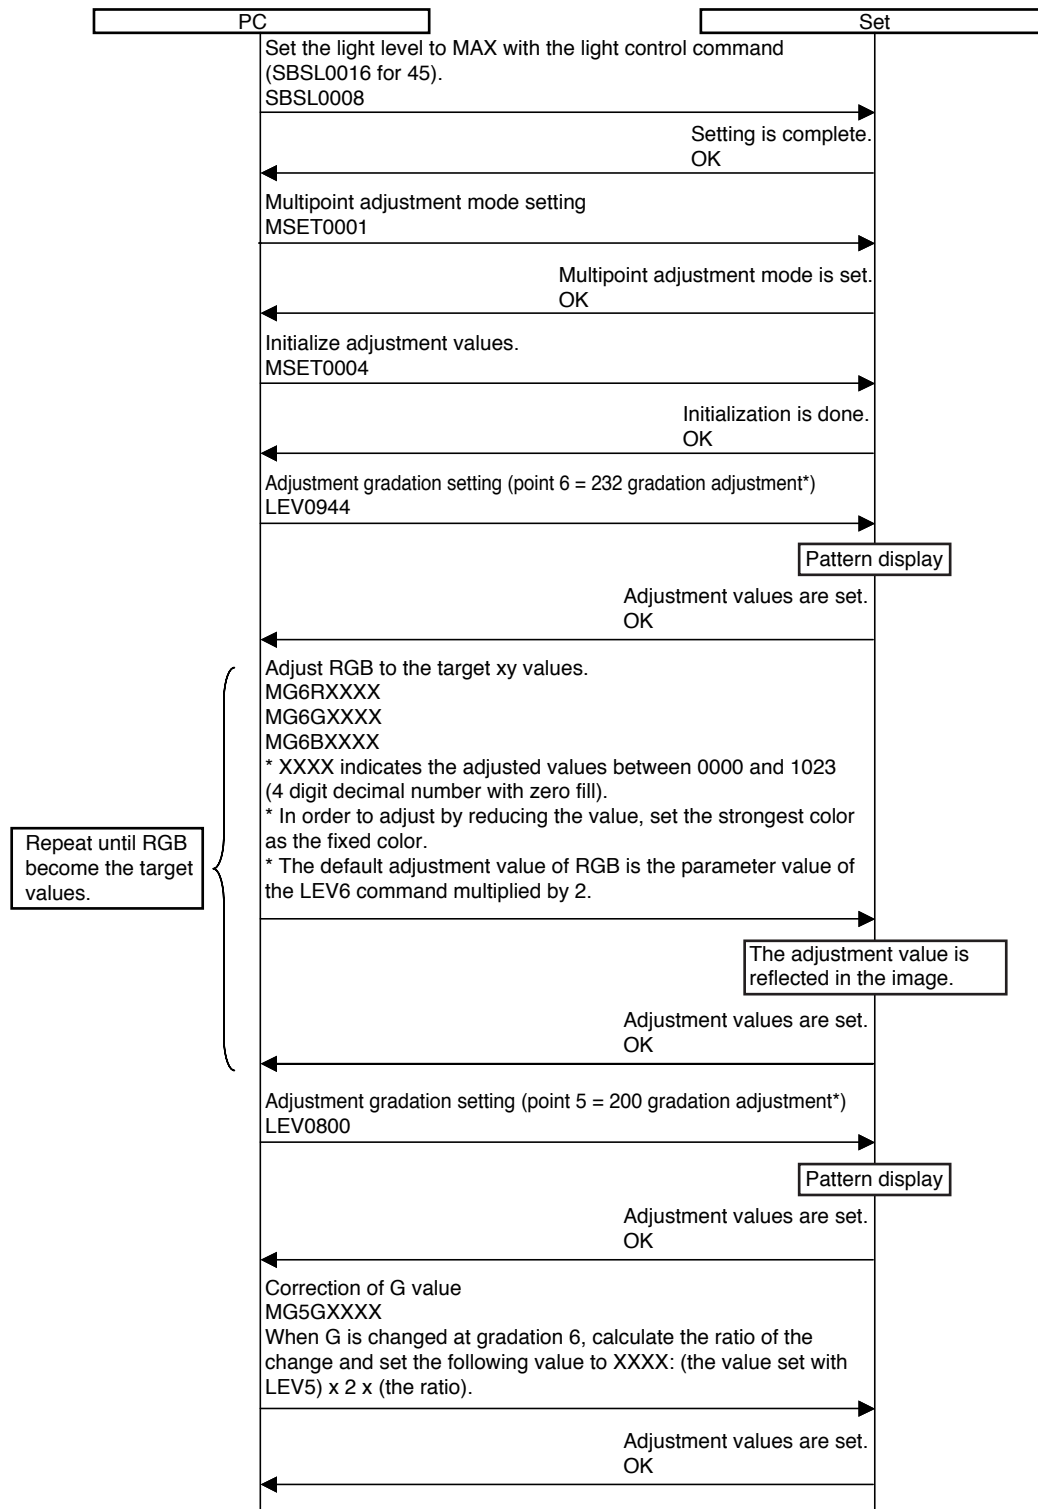 PC
Set
Set the light level to MAX with the light control command
(SBSL0016 for 45).
SBSL0008
Setting is complete.
OK
Multipoint adjustment mode setting
MSET0001
Multipoint adjustment mode is set.
OK
Initialize adjustment values.
MSET0004
Initialization is done.
OK
Adjustment gradation setting (point 6 = 232 gradation adjustment*)
LEV0944
Pattern display
Adjustment values are set.
OK
Adjust RGB to the target xy values.
MG6RXXXX
MG6GXXXX
MG6BXXXX
* XXXX indicates the adjusted values between 0000 and 1023
(4 digit decimal number with zero fill).
* In order to adjust by reducing the value, set the strongest color
as the fixed color.
* The default adjustment value of RGB is the parameter value of
the LEV6 command multiplied by 2.
Repeat until RGB
become the target
values.
The adjustment value is
reflected in the image.
Adjustment values are set.
OK
Adjustment gradation setting (point 5 = 200 gradation adjustment*)
LEV0800
Pattern display
Adjustment values are set.
OK
Correction of G value
MG5GXXXX
When G is changed at gradation 6, calculate the ratio of the
change and set the following value to XXXX: (the value set with
LEV5) x 2 x (the ratio).
Adjustment values are set.
OK